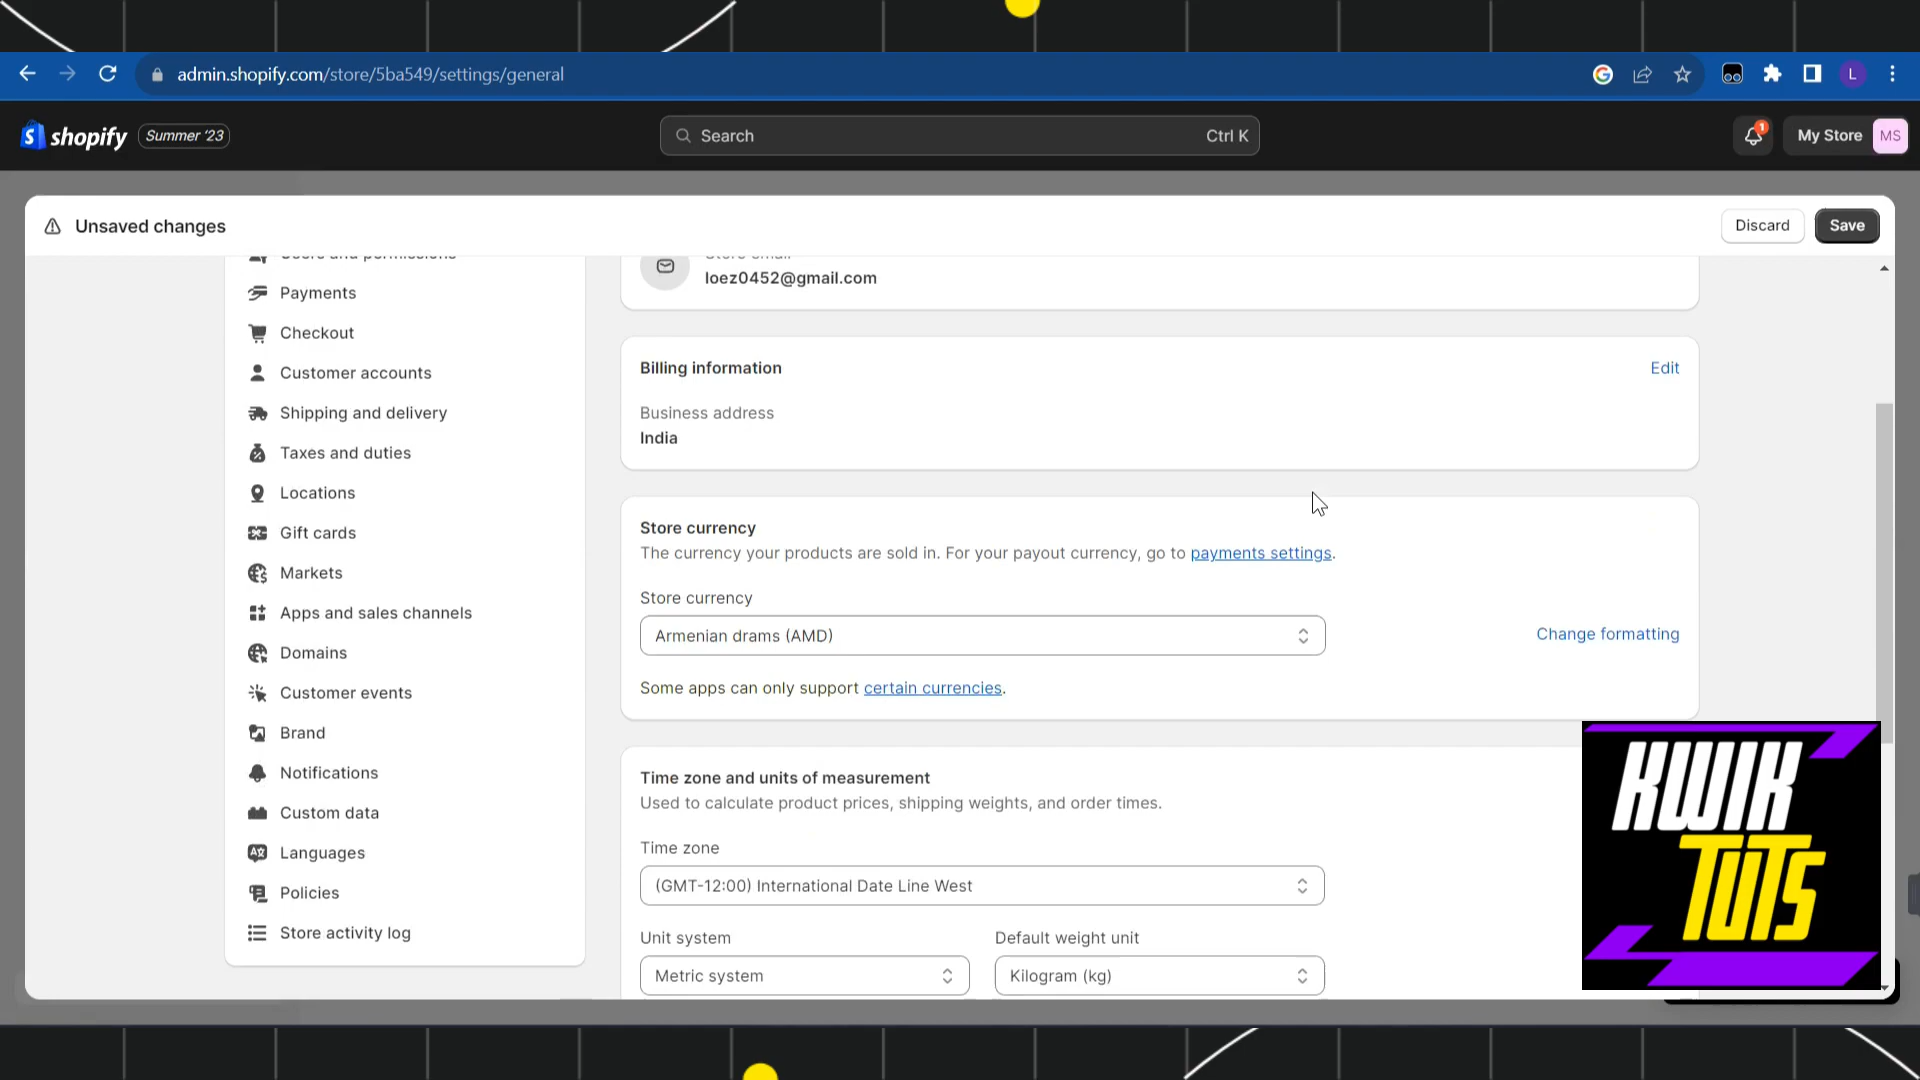 admin.shopify.com/store/5ba549/settings/general
L
shopify
Summer '23
Search
Ctrl K
1
My Store
MS
Unsaved changes
Discard
Save
Users and permissions
Payments
Checkout
Customer accounts
Shipping and delivery
Taxes and duties
Locations
Gift cards
Markets
Apps and sales channels
Domains
Customer events
Brand
Notifications
Custom data
Languages
Policies
Store activity log
Store email
loez0452@gmail.com
Billing information
Edit
Business address
India
Store currency
The currency your products are sold in. For your payout currency, go to payments settings.
Store currency
Armenian drams (AMD)
Change formatting
Some apps can only support certain currencies.
Time zone and units of measurement
Used to calculate product prices, shipping weights, and order times.
Time zone
(GMT-12:00) International Date Line West
Unit system
Default weight unit
Metric system
Kilogram (kg)
KWIK
TUTS